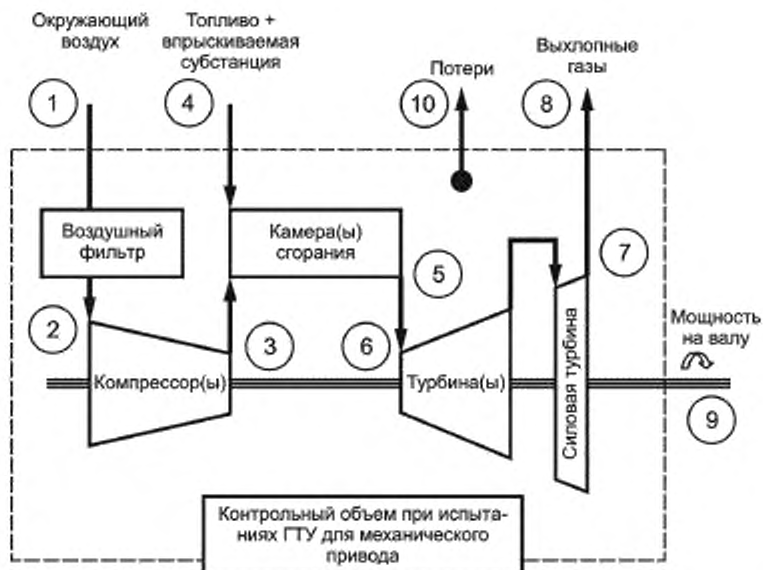 Окружающий
воздух
Топливо +
впрыскиваемая
субстанция
Потери
Выхлопные
газы
1
4
10
8
Воздушный
фильтр
Камера(ы)
сгорания
7
5
2
3
6
Мощность
на валу
Компрессор(ы)
Турбина(ы)
Силовая турбина
9
Контрольный объем при испыта-
ниях ГТУ для механического
привода